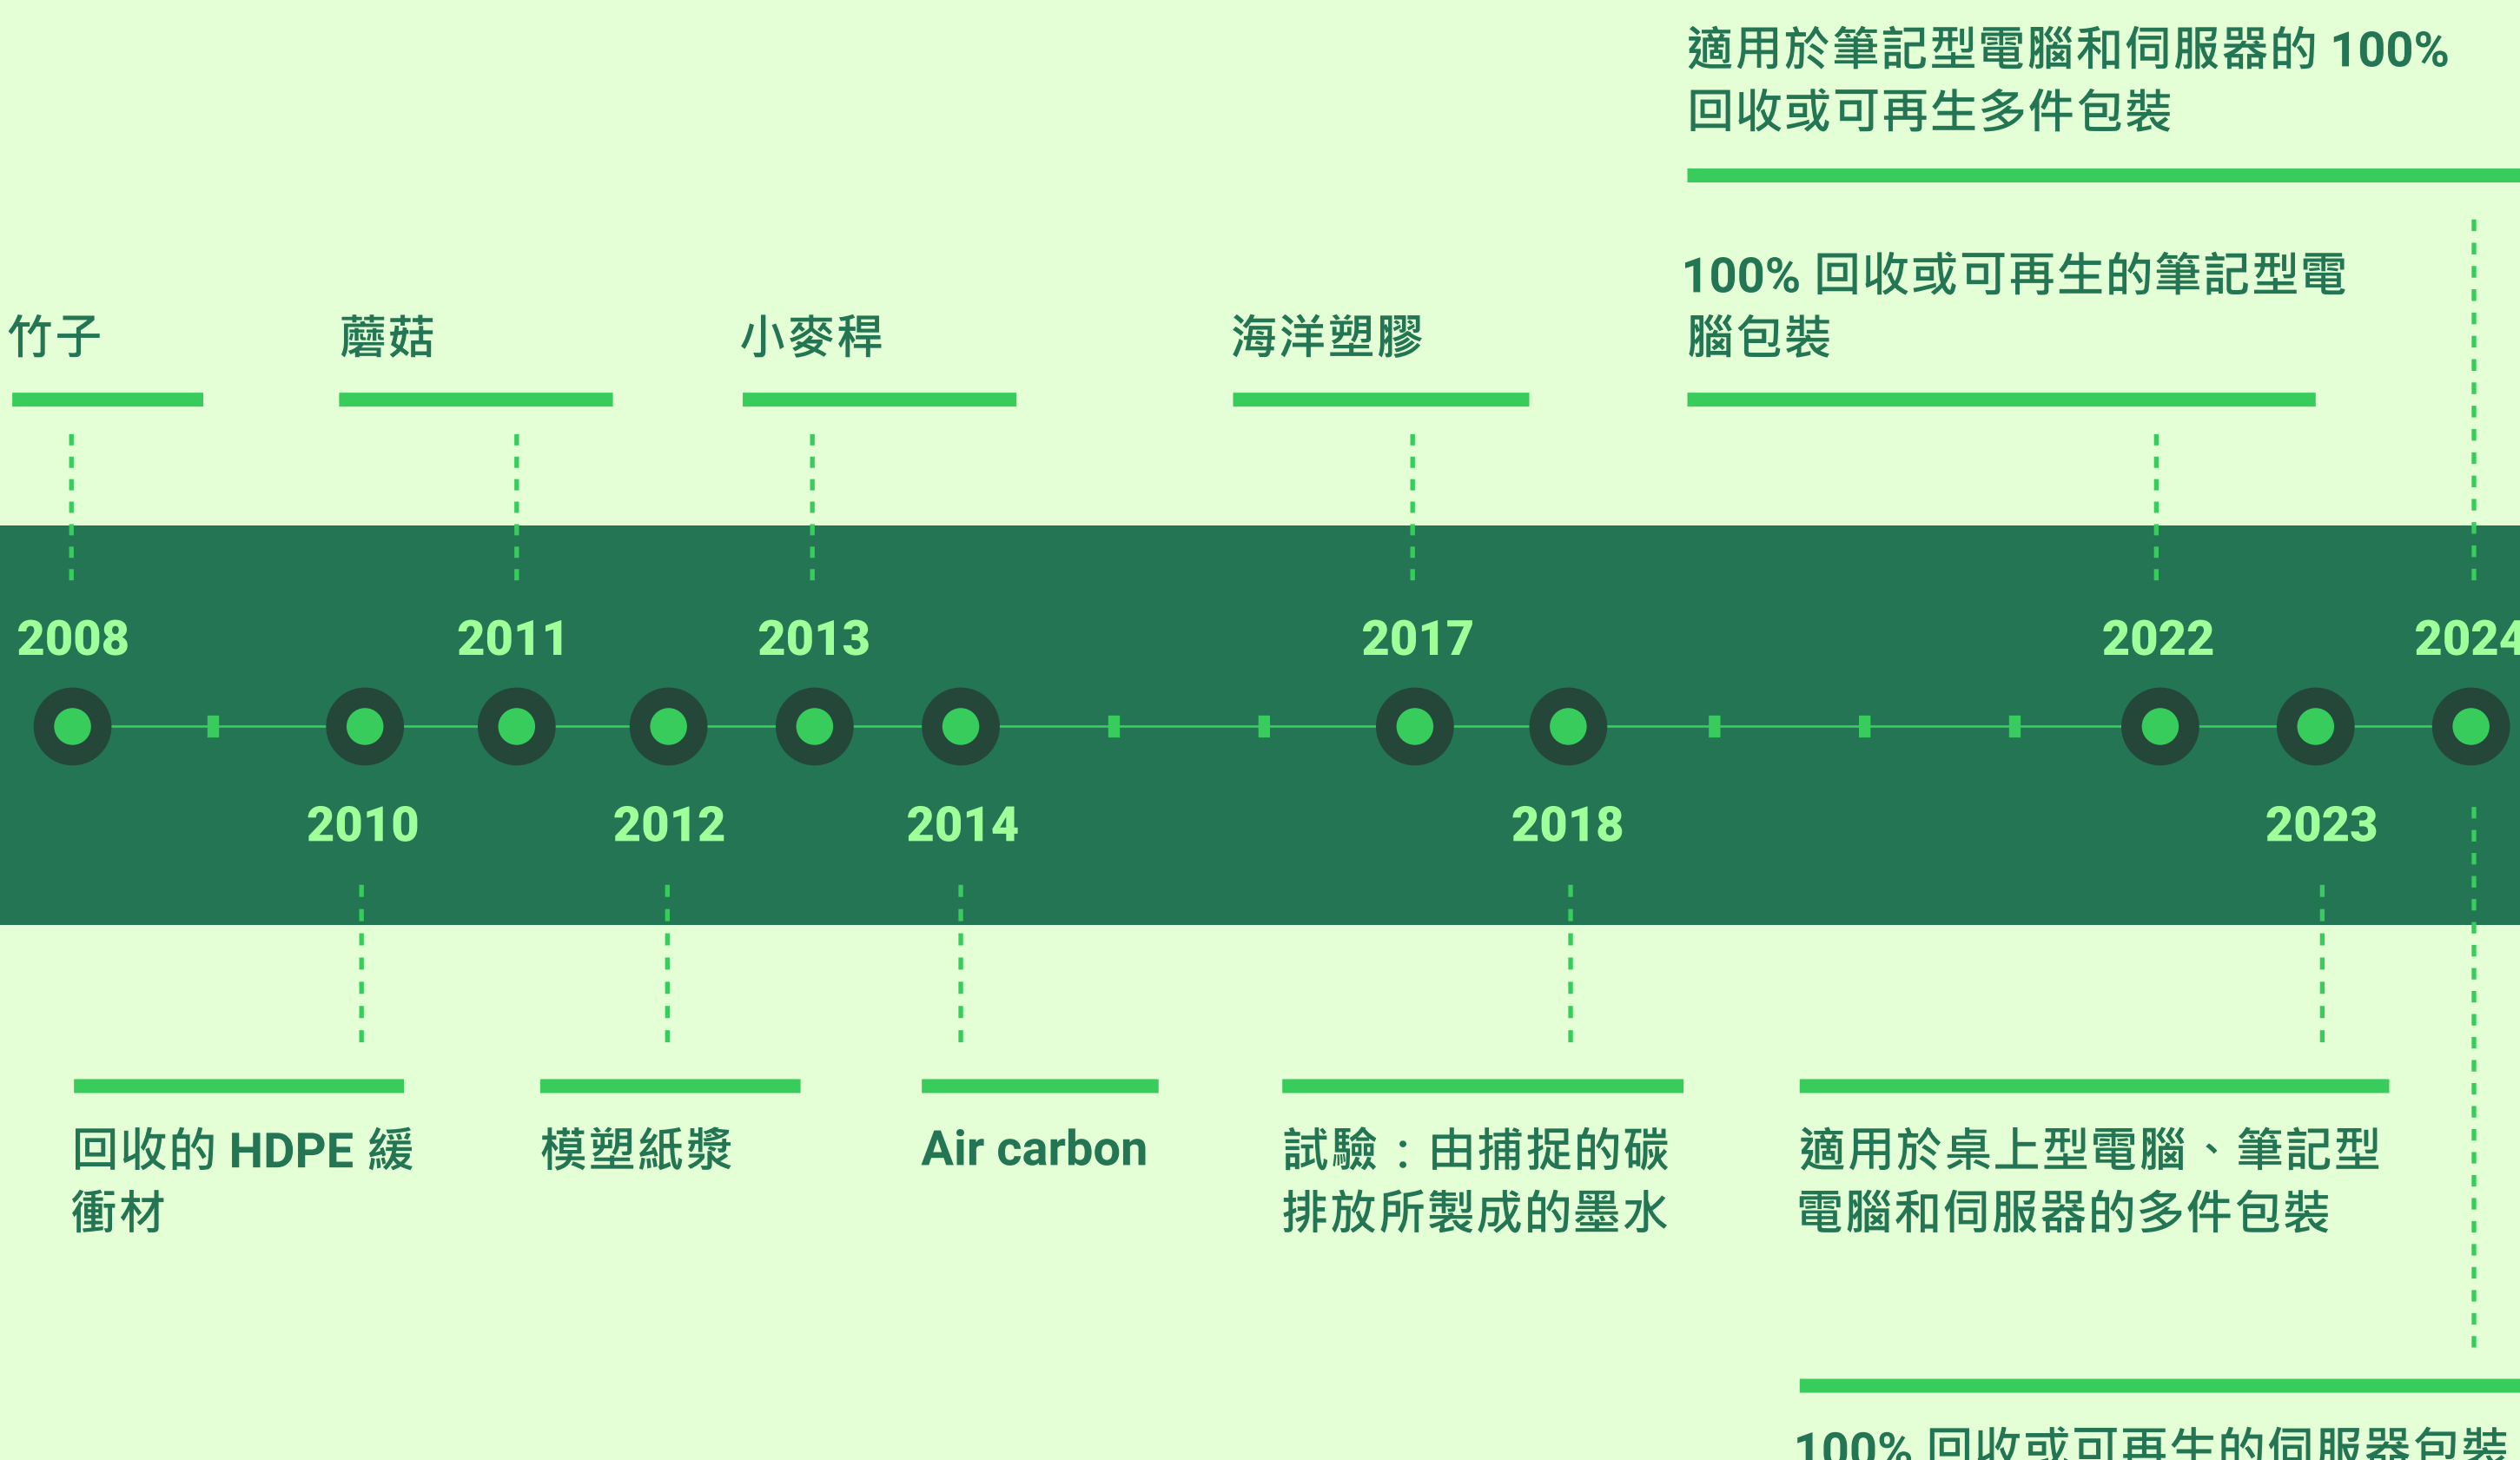 適用於筆記型電腦和伺服器的 100%
回收或可再生多件包裝
100% 回收或可再生的筆記型電
腦包裝
竹子
蘑菇
小麥稈
海洋塑膠
2008
2011
2013
2017
2022
2024
2010
2012
2014
2018
2023
回收的 HDPE 緩
衝材
模塑紙漿
Air carbon
試驗：由捕捉的碳
排放所製成的墨水
適用於桌上型電腦、筆記型
電腦和伺服器的多件包裝
100% 回收或可再生的伺服器包裝